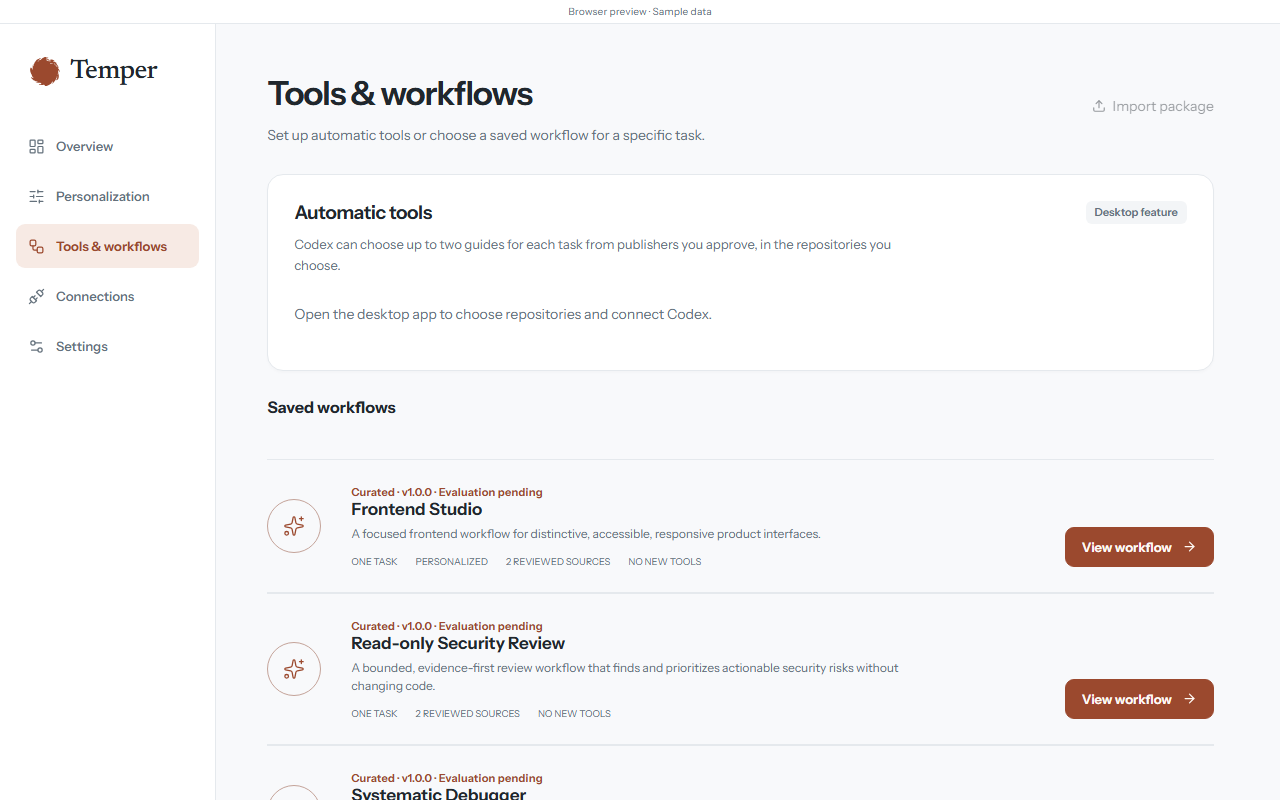 Browser preview · Sample data
Temper
Overview
Personalization
Tools & workflows
Connections
Settings
Tools & workflows
Set up automatic tools or choose a saved workflow for a specific task.
Import package
Automatic tools
Desktop feature
Codex can choose up to two guides for each task from publishers you approve, in the repositories you
choose.
Open the desktop app to choose repositories and connect Codex.
Saved workflows
Curated · v1.0.0 · Evaluation pending
Frontend Studio
A focused frontend workflow for distinctive, accessible, responsive product interfaces.
ONE TASK PERSONALIZED 2 REVIEWED SOURCES NO NEW TOOLS
View workflow
Curated · v1.0.0 · Evaluation pending
Read-only Security Review
A bounded, evidence-first review workflow that finds and prioritizes actionable security risks without
changing code.
ONE TASK 2 REVIEWED SOURCES NO NEW TOOLS
View workflow
Curated · v1.0.0 · Evaluation pending
Systematic Debugger